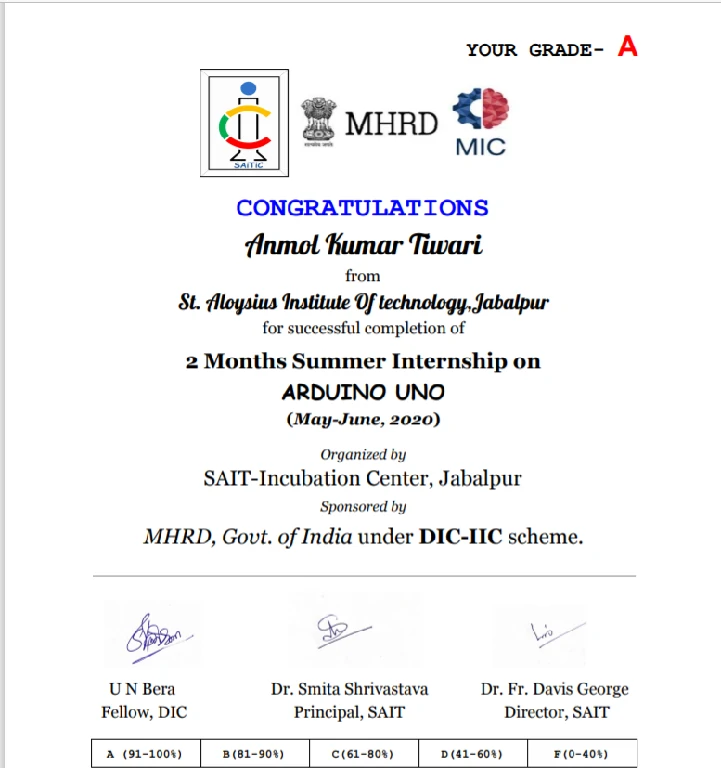 YOUR GRADE- A
SAITIC
सत्यमेव जयते
MHRD
MIC
CONGRATULATIONS
Anmol Kumar Tiwari
from
St. Aloysius Institute Of technology,Jabalpur
for successful completion of
2 Months Summer Internship on
ARDUINO UNO
(May-June, 2020)
Organized by
SAIT-Incubation Center, Jabalpur
Sponsored by
MHRD, Govt. of India under DIC-IIC scheme.
U N Bera Dr. Smita Shrivastava Dr. Fr. Davis George
Fellow, DIC Principal, SAIT Director, SAIT
A (91-100%) B(81-90%) C(61-80%) D(41-60%) F(0-40%)